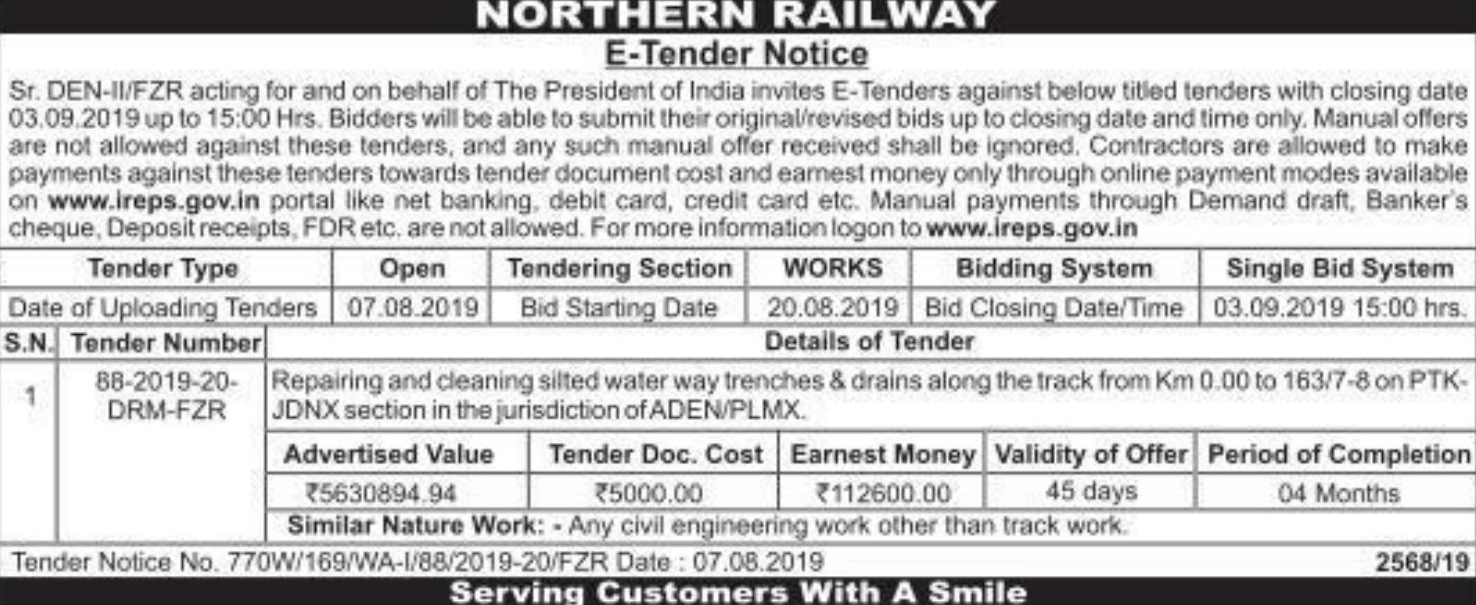 NORTHERN RAILWAY
E-Tender Notice
Sr. DEN-II/FZR acting for and on behalf of The President of India invites E-Tenders against below titled tenders with closing date
03.09.2019 up to 15:00 Hrs. Bidders will be able to submit their original/revised bids up to closing date and time only. Manual offers
are not allowed against these tenders, and any such manual offer received shall be ignored. Contractors are allowed to make
payments against these tenders towards tender document cost and earnest money only through online payment modes available
on www.ireps.gov.in portal like net banking, debit card, credit card etc. Manual payments through Demand draft, Banker's
cheque, Deposit receipts, FDR etc. are not allowed. For more information logon to www.ireps.gov.in
Tender Type Open Tendering Section WORKS Bidding System Single Bid System
Date of Uploading Tenders 07.08.2019 Bid Starting Date 20.08.2019 Bid Closing Date/Time 03.09.2019 15:00 hrs.
S.N. Tender Number Details of Tender
1 88-2019-20- Repairing and cleaning silted water way trenches & drains along the track from Km 0.00 to 163/7-8 on PTK-
DRM-FZR JDNX section in the jurisdiction of ADEN/PLMX.
Advertised Value Tender Doc. Cost Earnest Money Validity of Offer Period of Completion
₹5630894.94 ₹5000.00 ₹112600.00 45 days 04 Months
Similar Nature Work: - Any civil engineering work other than track work.
Tender Notice No. 770W/169/WA-I/88/2019-20/FZR Date : 07.08.2019 2568/19
Serving Customers With A Smile